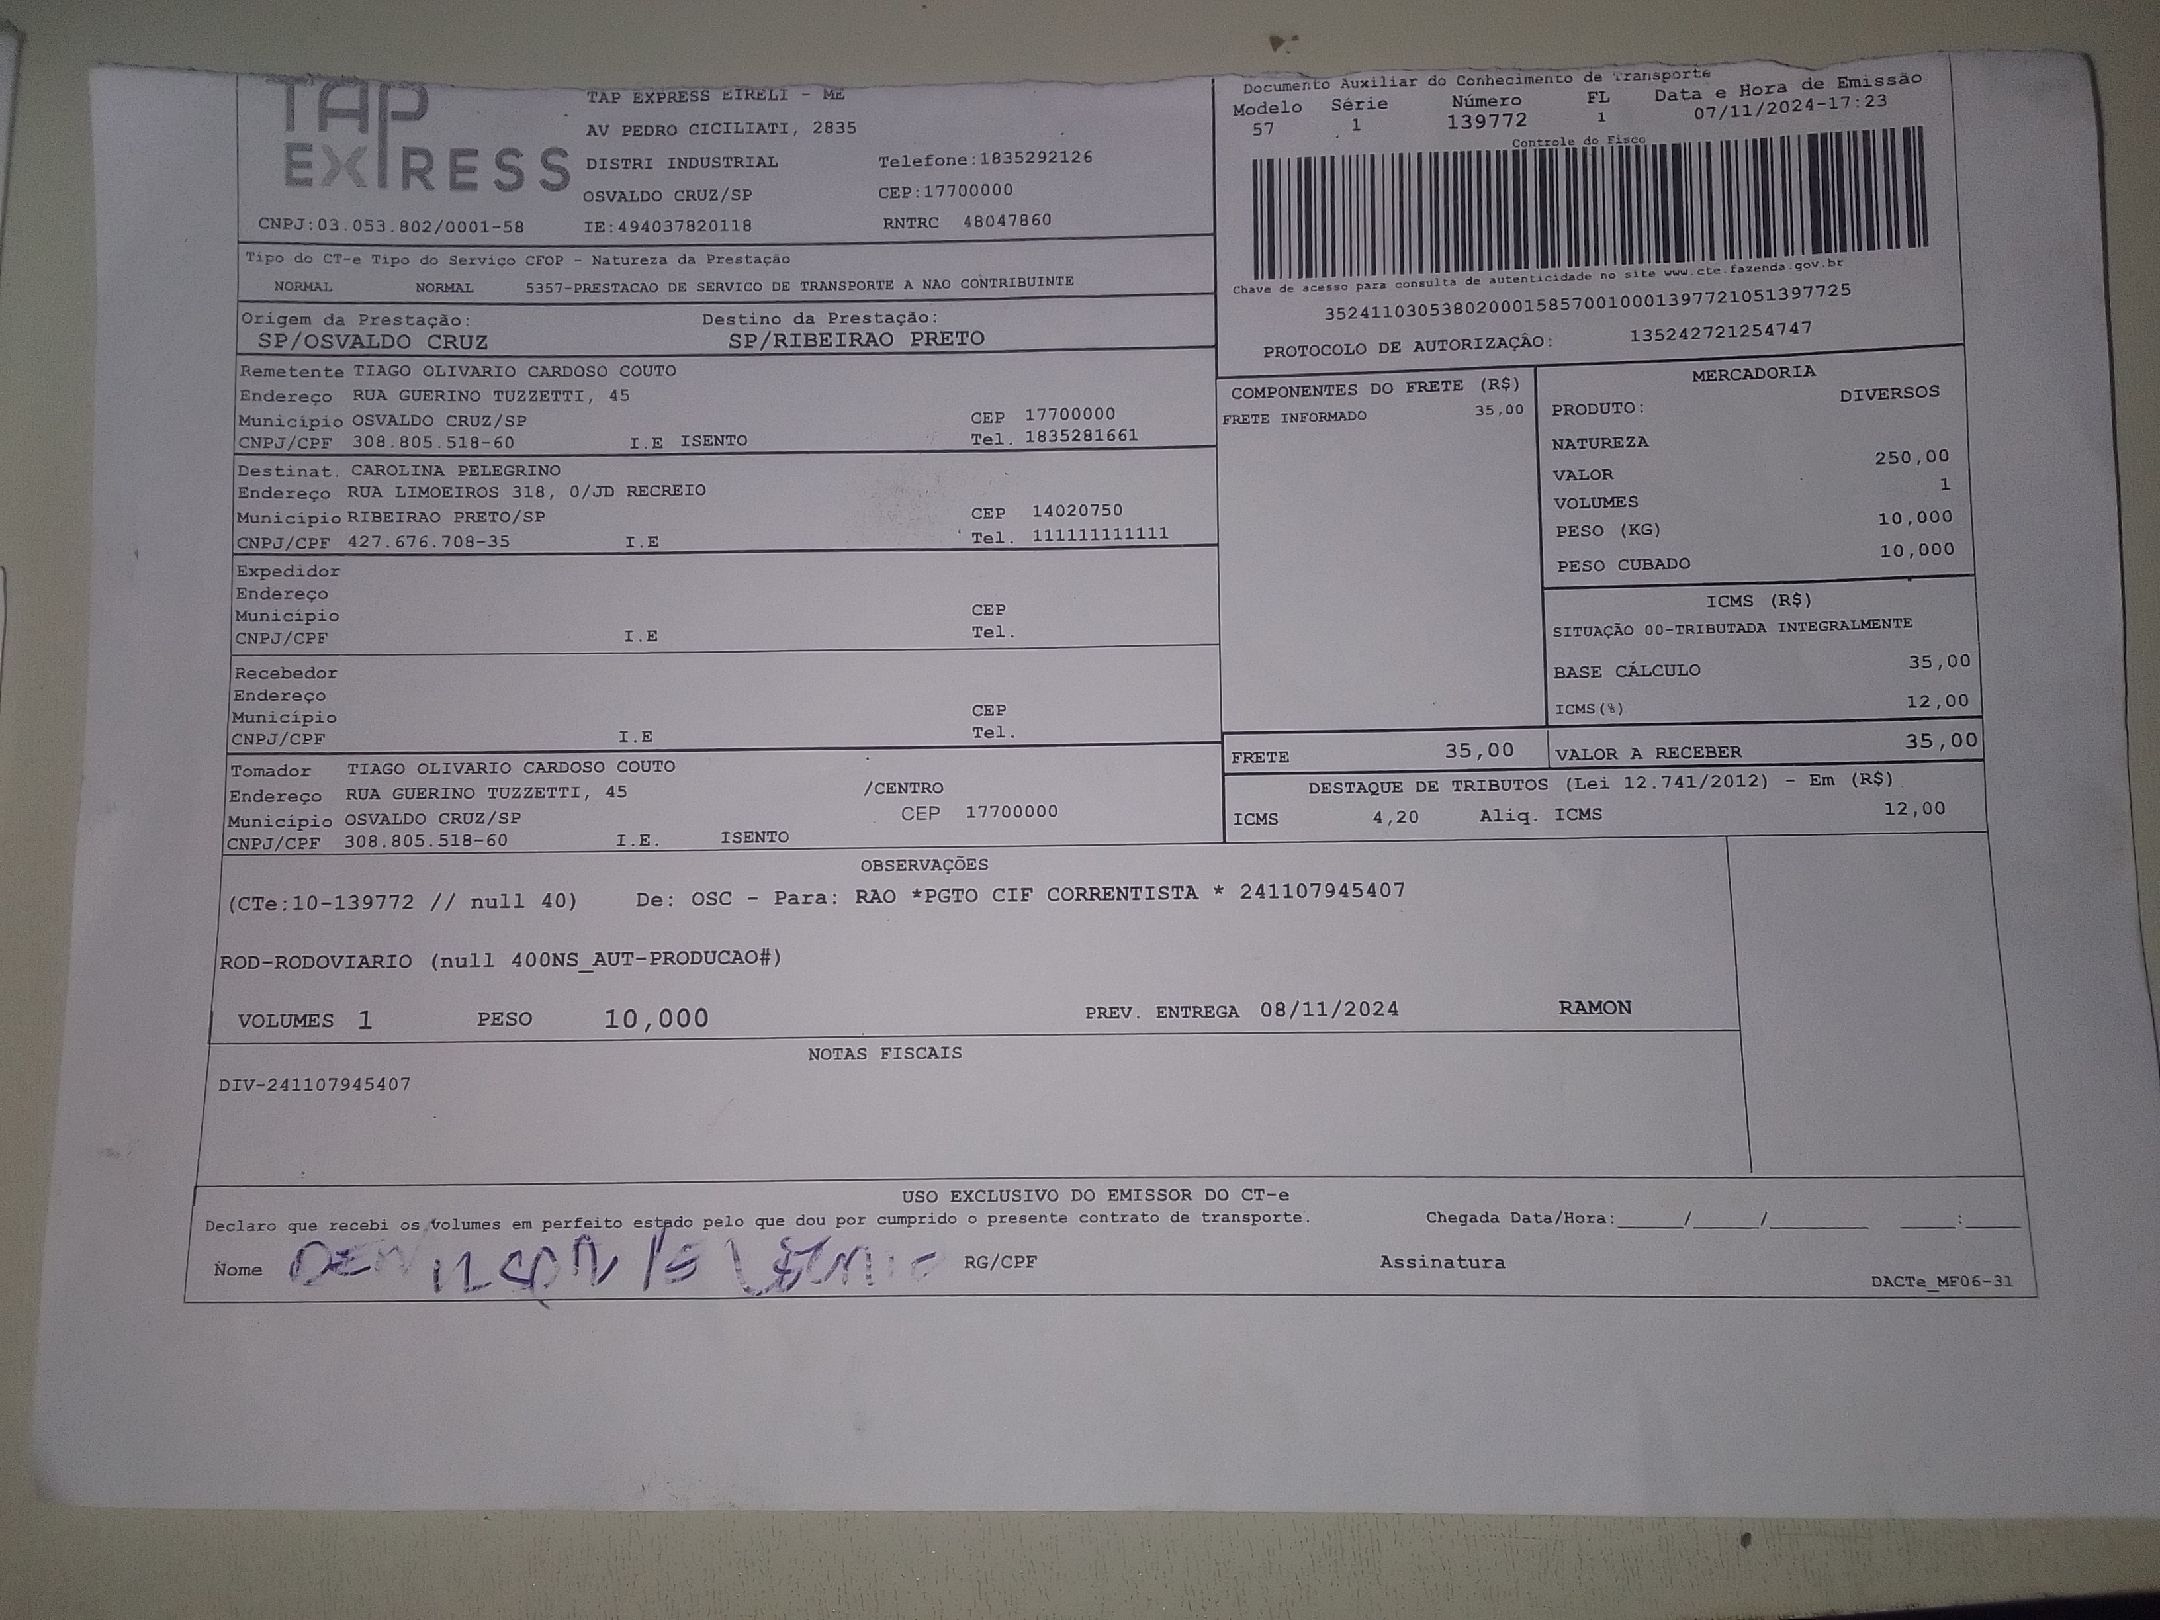 TAP
EXPRESS
TAP EXPRESS EIRELI - ME
AV PEDRO CICILIATI, 2835
DISTRI INDUSTRIAL Telefone:1835292126
OSVALDO CRUZ/SP CEP:17700000
CNPJ:03.053.802/0001-58 IE:494037820118 RNTRC 48047860
Documento Auxiliar do Conhecimento de Transporte
Modelo Série Número FL Data e Hora de Emissão
57 1 139772 1 07/11/2024-17:23
Controle do Fisco
Chave de acesso para consulta de autenticidade no site www.cte.fazenda.gov.br
35241103053802000158570010001397721051397725
PROTOCOLO DE AUTORIZAÇÃO: 135242721254747
Tipo do CT-e Tipo do Serviço CFOP - Natureza da Prestação
NORMAL NORMAL 5357-PRESTACAO DE SERVICO DE TRANSPORTE A NAO CONTRIBUINTE
Origem da Prestação: Destino da Prestação:
SP/OSVALDO CRUZ SP/RIBEIRAO PRETO
Remetente TIAGO OLIVARIO CARDOSO COUTO
Endereço RUA GUERINO TUZZETTI, 45
Município OSVALDO CRUZ/SP CEP 17700000
CNPJ/CPF 308.805.518-60 I.E ISENTO Tel. 1835281661
Destinat. CAROLINA PELEGRINO
Endereço RUA LIMOEIROS 318, 0/JD RECREIO
Município RIBEIRAO PRETO/SP CEP 14020750
CNPJ/CPF 427.676.708-35 I.E Tel. 111111111111
Expedidor
Endereço
Município CEP
CNPJ/CPF I.E Tel.
Recebedor
Endereço
Município CEP
CNPJ/CPF I.E Tel.
Tomador TIAGO OLIVARIO CARDOSO COUTO
Endereço RUA GUERINO TUZZETTI, 45 /CENTRO
Município OSVALDO CRUZ/SP CEP 17700000
CNPJ/CPF 308.805.518-60 I.E. ISENTO
COMPONENTES DO FRETE (R$)
FRETE INFORMADO 35,00
MERCADORIA
PRODUTO: DIVERSOS
NATUREZA
VALOR 250,00
VOLUMES 1
PESO (KG) 10,000
PESO CUBADO 10,000
ICMS (R$)
SITUAÇÃO 00-TRIBUTADA INTEGRALMENTE
BASE CÁLCULO 35,00
ICMS(%) 12,00
FRETE 35,00 VALOR A RECEBER 35,00
DESTAQUE DE TRIBUTOS (Lei 12.741/2012) - Em (R$)
ICMS 4,20 Aliq. ICMS 12,00
OBSERVAÇÕES
(CTe:10-139772 // null 40) De: OSC - Para: RAO *PGTO CIF CORRENTISTA * 241107945407
ROD-RODOVIARIO (null 400NS_AUT-PRODUCAO#)
VOLUMES 1 PESO 10,000 PREV. ENTREGA 08/11/2024 RAMON
NOTAS FISCAIS
DIV-241107945407
USO EXCLUSIVO DO EMISSOR DO CT-e
Declaro que recebi os volumes em perfeito estado pelo que dou por cumprido o presente contrato de transporte. Chegada Data/Hora:_____/_____/________ _____:_____
Nome DENILSON RG/CPF Assinatura
DACTe_MF06-31